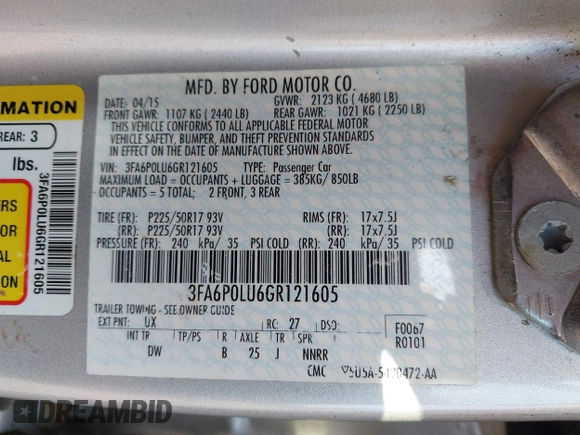 MFD. BY FORD MOTOR CO.
DATE: 04/15 GVWR: 2123 KG ( 4680 LB)
FRONT GAWR: 1107 KG ( 2440 LB) REAR GAWR: 1021 KG ( 2250 LB)
THIS VEHICLE CONFORMS TO ALL APPLICABLE FEDERAL MOTOR
VEHICLE SAFETY, BUMPER, AND THEFT PREVENTION STANDARDS
IN EFFECT ON THE DATE OF MANUFACTURE SHOWN ABOVE.
VIN: 3FA6P0LU6GR121605 TYPE: Passenger Car
MAXIMUM LOAD = OCCUPANTS + LUGGAGE = 385KG/ 850LB
OCCUPANTS = 5 TOTAL; 2 FRONT, 3 REAR
TIRE (FR): P225/50R17 93V RIMS (FR): 17x7.5J
(RR): P225/50R17 93V (RR): 17x7.5J
PRESSURE (FR): 240 kPa/ 35 PSI COLD (RR): 240 kPa/ 35 PSI COLD
3FA6P0LU6GR121605
TRAILER TOWING - SEE OWNER GUIDE
EXT PNT: UX RC: 27 DSO: F0067
INT TR TP/PS R AXLE TR SPR R0101
DW B 25 J NNRR
CMC 5U5A-5420472-AA
RMATION
REAR: 3
lbs.
ERS
OR
AL
ON
3FA6P0LU6GR121605
DREAMBID